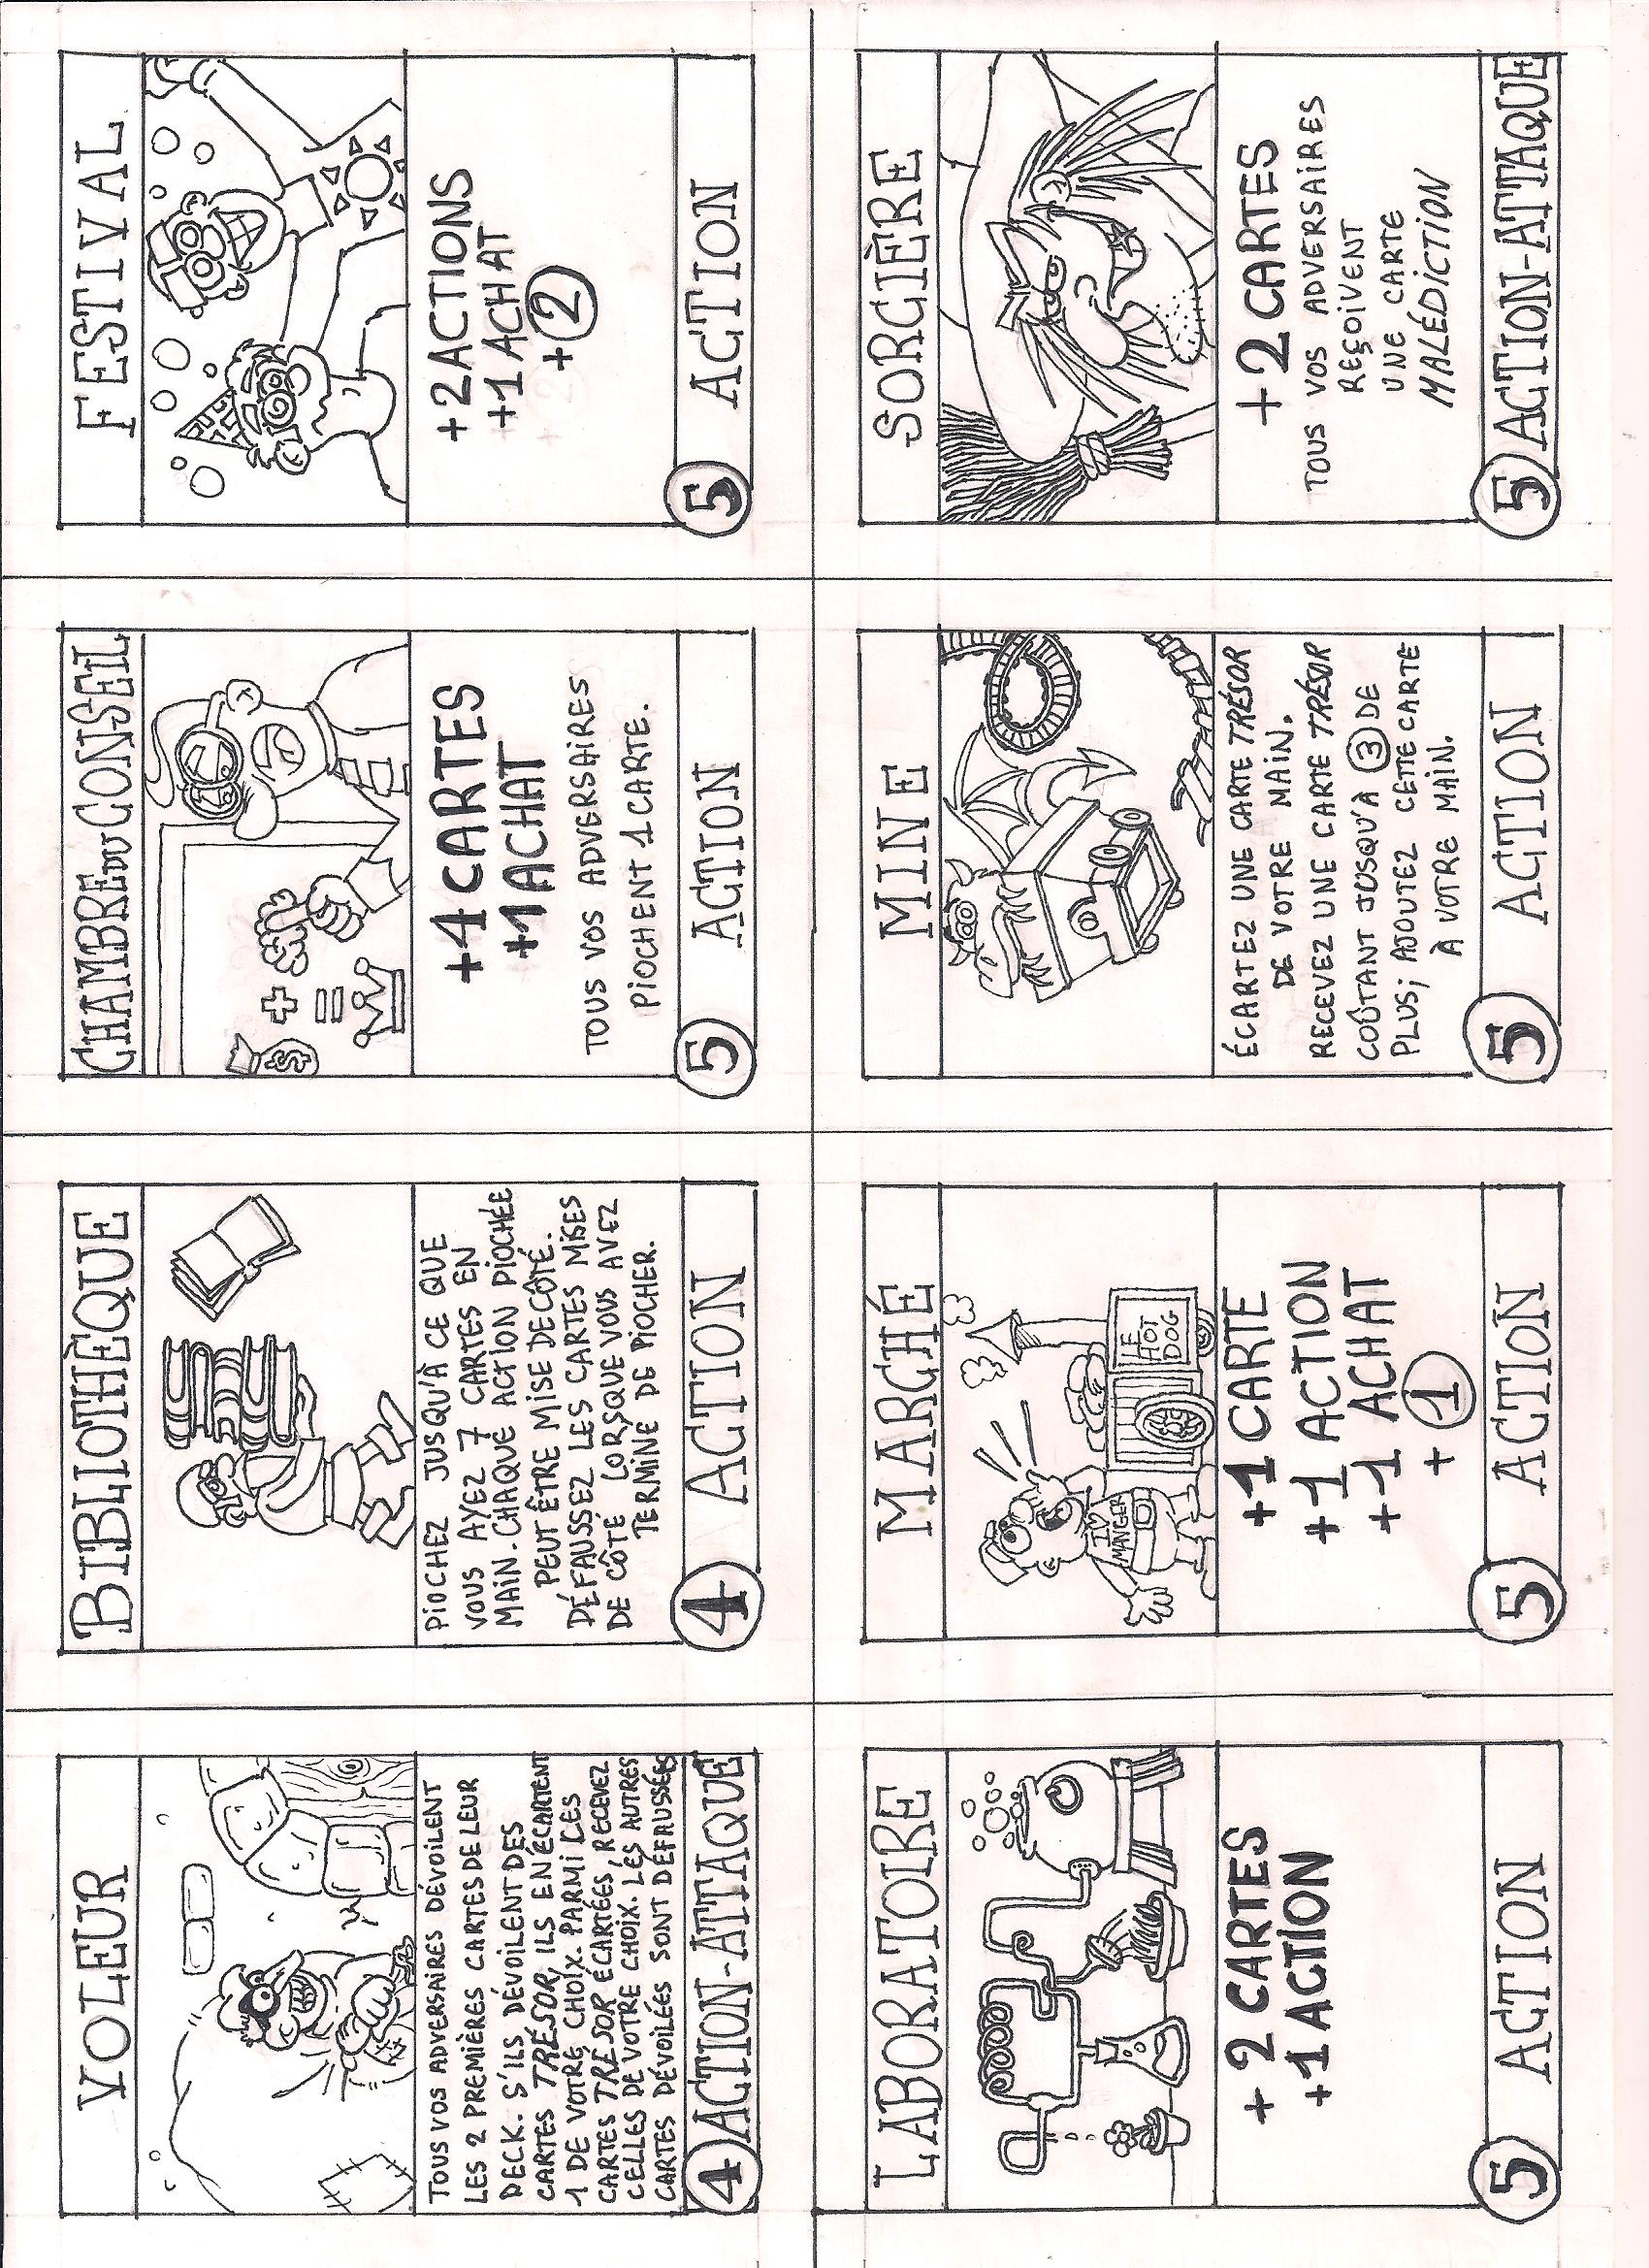 VOLEUR
TOUS VOS ADVERSAIRES DÉVOILENT
LES 2 PREMIÈRES CARTES DE LEUR
DECK. S'ILS DÉVOILENT DES
CARTES TRÉSOR, ILS EN ÉCARTENT
1 DE VOTRE CHOIX. PARMI CES
CARTES TRÉSOR ÉCARTÉES, RECEVEZ
CELLES DE VOTRE CHOIX. LES AUTRES
CARTES DÉVOILÉES SONT DÉFAUSSÉES
4 ACTION-ATTAQUE
BIBLIOTHÈQUE
PIOCHEZ JUSQU'À CE QUE
VOUS AYEZ 7 CARTES EN
MAIN. CHAQUE ACTION PIOCHÉE
PEUT ÊTRE MISE DE CÔTÉ.
DÉFAUSSEZ LES CARTES MISES
DE CÔTÉ LORSQUE VOUS AVEZ
TERMINE DE PIOCHER.
4 ACTION
CHAMBRE DU CONSEIL
$ + =
+4 CARTES
+1 ACHAT
TOUS VOS ADVERSAIRES
PIOCHENT 1 CARTE.
5 ACTION
FESTIVAL
+2 ACTIONS
+1 ACHAT
+2
5 ACTION
LABORATOIRE
+2 CARTES
+1 ACTION
5 ACTION
MARCHÉ
LE
HOT
DOG
I ♥
MANGER
+1 CARTE
+1 ACTION
+1 ACHAT
+1
5 ACTION
MINE
ÉCARTEZ UNE CARTE TRÉSOR
DE VOTRE MAIN.
RECEVEZ UNE CARTE TRÉSOR
COÛTANT JUSQU'À 3 DE
PLUS; AJOUTEZ CETTE CARTE
À VOTRE MAIN.
5 ACTION
SORCIÈRE
+2 CARTES
TOUS VOS ADVERSAIRES
REÇOIVENT
UNE CARTE
MALÉDICTION
5 ACTION-ATTAQUE